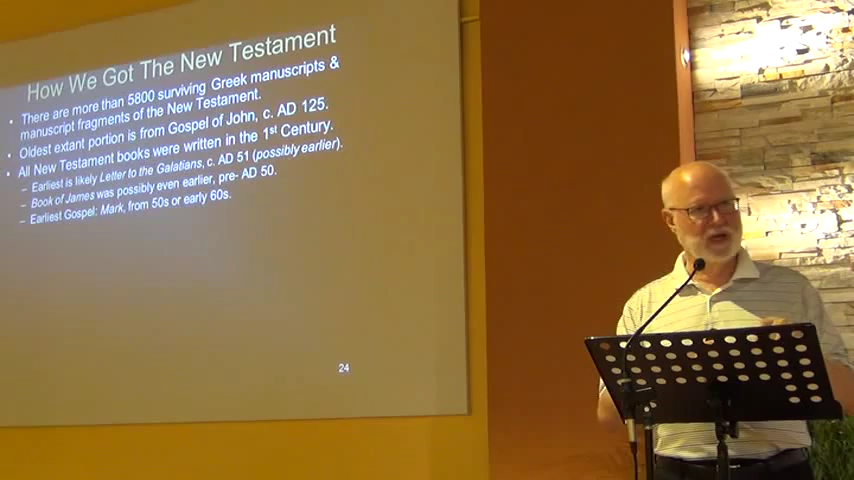 How We Got The New Testament
• There are more than 5800 surviving Greek manuscripts &
manuscript fragments of the New Testament.
• Oldest extant portion is from Gospel of John, c. AD 125.
• All New Testament books were written in the 1st Century.
– Earliest is likely Letter to the Galatians, c. AD 51 (possibly earlier).
– Book of James was possibly even earlier, pre- AD 50.
– Earliest Gospel: Mark, from 50s or early 60s.
24